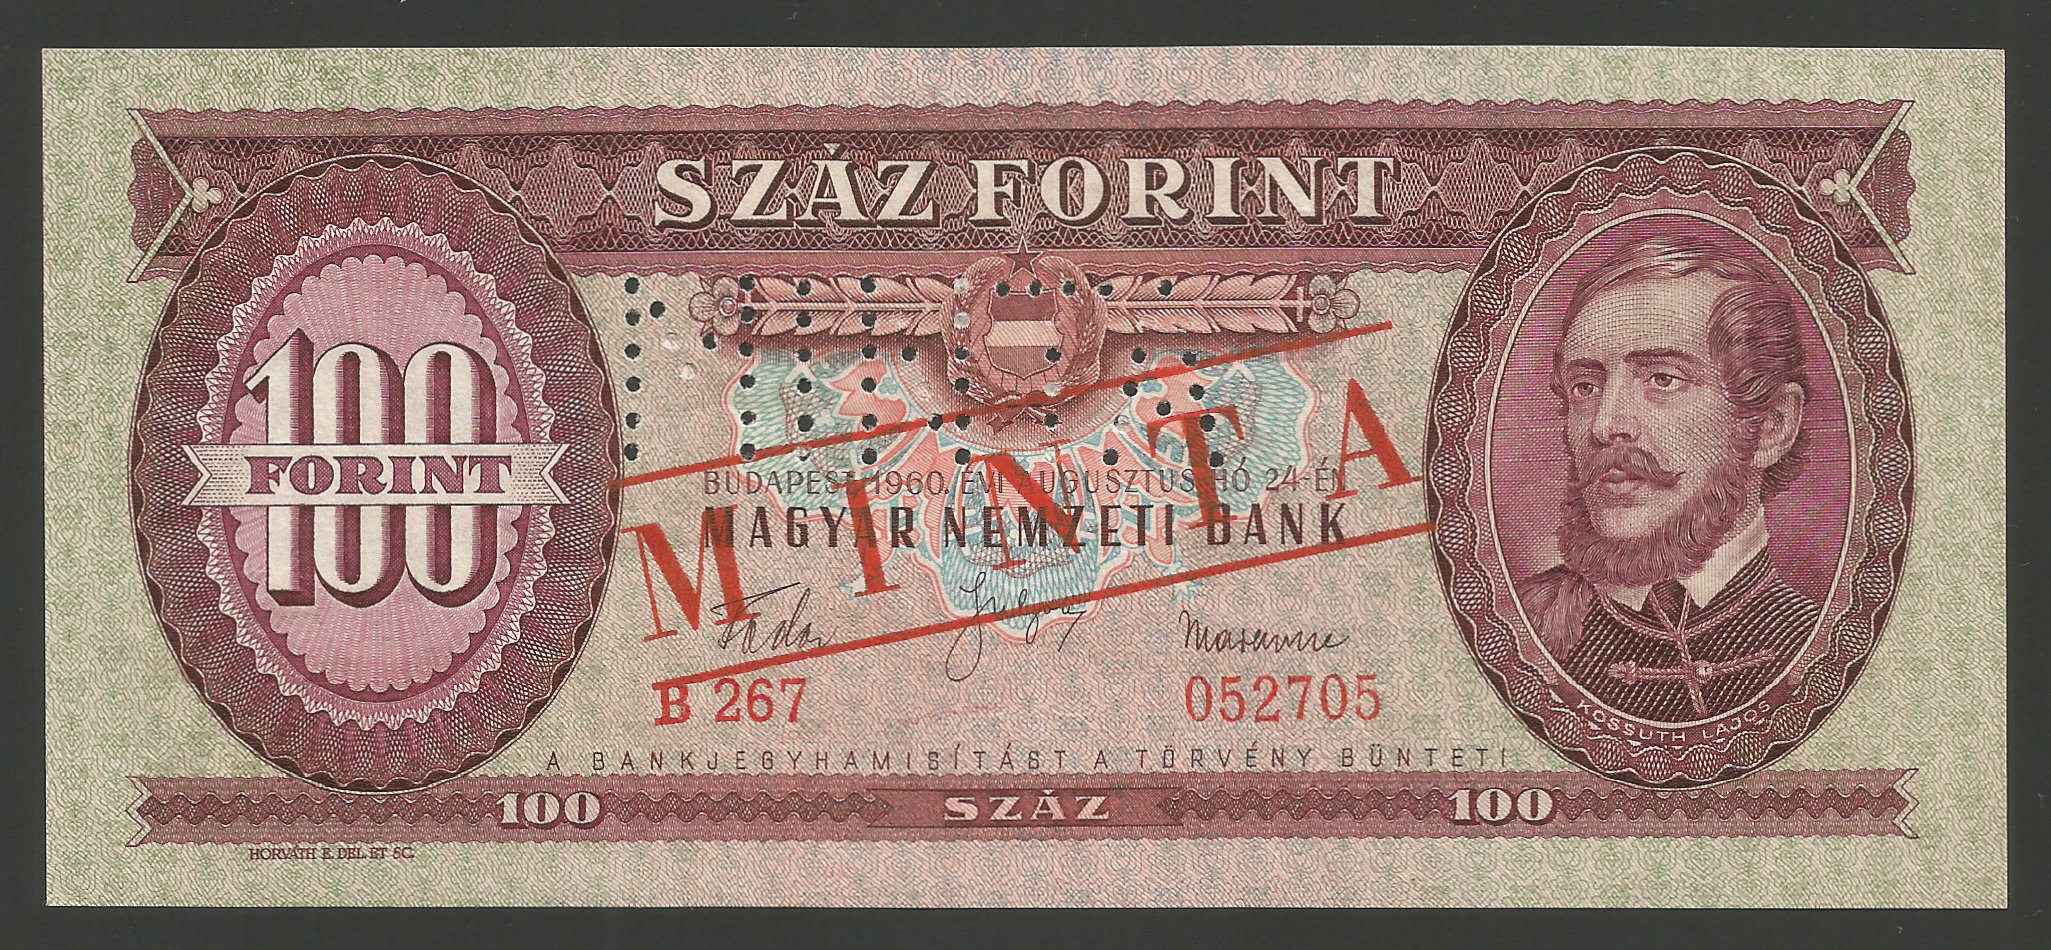 SZÁZ FORINT
100
FORINT
MINTA
MINTA
BUDAPEST 1960. ÉVI AUGUSZTUS HÓ 24-ÉN
MAGYAR NEMZETI BANK
B 267
052705
KOSSUTH LAJOS
A BANKJEGYHAMISÍTÁST A TÖRVÉNY BÜNTETI
100
SZÁZ
100
HORVÁTH E. DEL. ET SC.